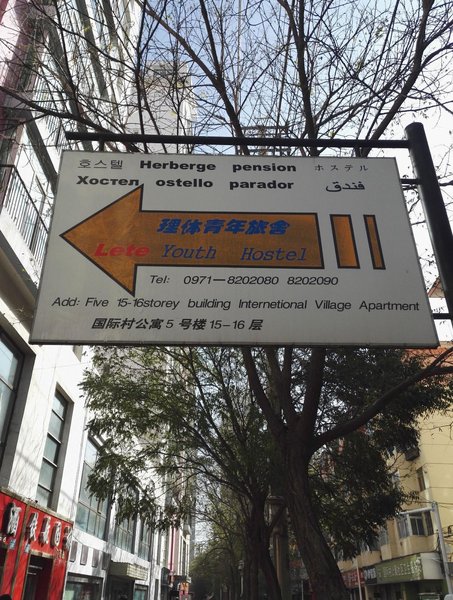 호스텔 Herberge pension ホステル
Хостел ostello parador فندق
理体青年旅舍
Lete Youth Hostel
Tel: 0971—8202080 8202090
Add: Five 15-16storey building Internetional Village Apartment
国际村公寓5号楼15-16层